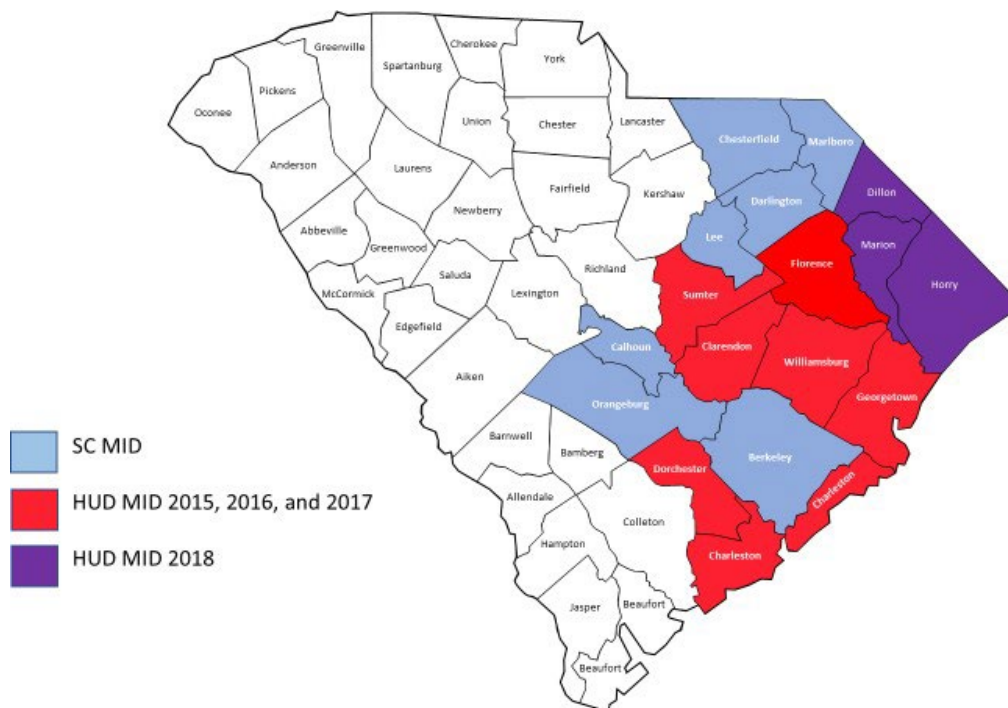 Cherokee
Greenville
York
Spartanburg
Pickens
Oconee
Union
Chester
Lancaster
Chesterfield
Marlboro
Anderson
Laurens
Fairfield
Kershaw
Dillon
Darlington
Newberry
Abbeville
Greenwood
Lee
Marion
Florence
Saluda
Richland
McCormick
Lexington
Sumter
Horry
Edgefield
Calhoun
Clarendon
Williamsburg
Aiken
Georgetown
Orangeburg
Barnwell
Bamberg
Dorchester
Berkeley
Charleston
Allendale
Colleton
Hampton
Charleston
Jasper
Beaufort
Beaufort
SC MID
HUD MID 2015, 2016, and 2017
HUD MID 2018